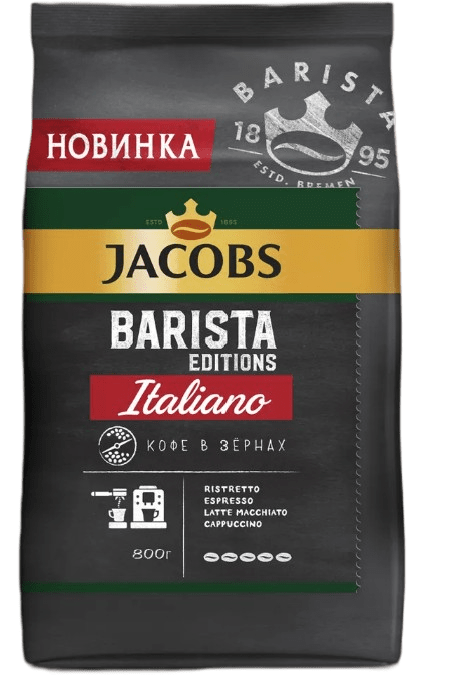 BARISTA
18 95
ESTD. BREMEN
НОВИНКА
ESTD 1895
JACOBS
BARISTA
EDITIONS
Italiano
КОФЕ В ЗЁРНАХ
RISTRETTO
ESPRESSO
LATTE MACCHIATO
CAPPUCCINO
800г